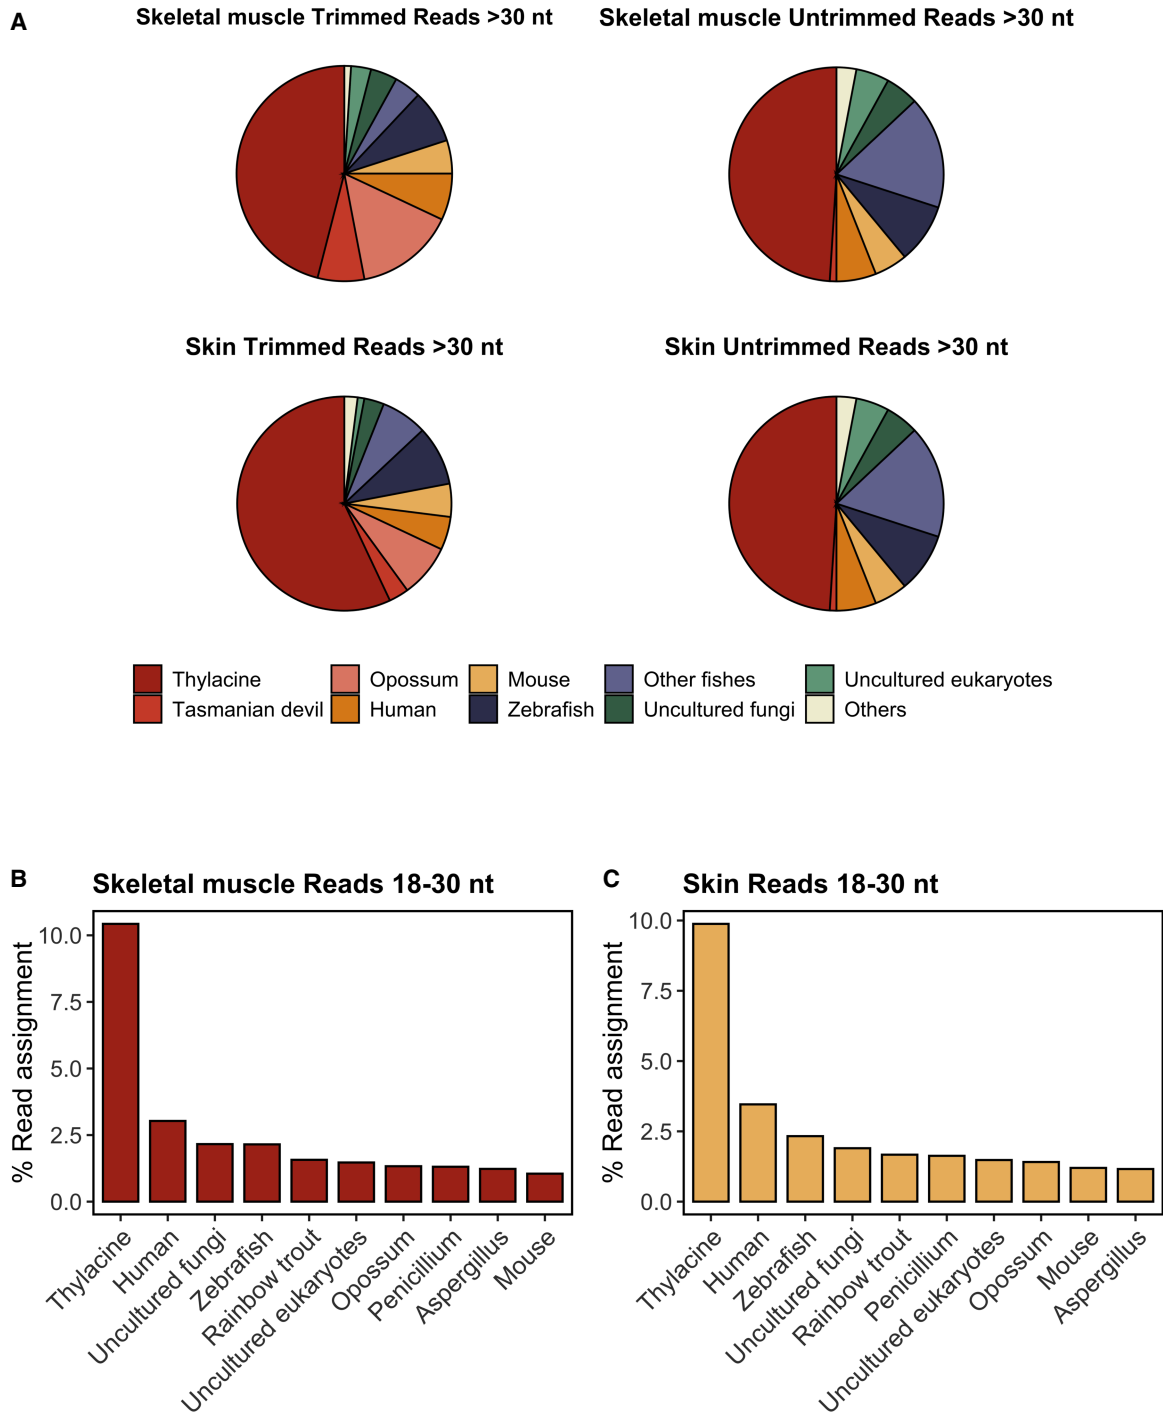 A
Skeletal muscle Trimmed Reads >30 nt
Skeletal muscle Untrimmed Reads >30 nt
Skin Trimmed Reads >30 nt
Skin Untrimmed Reads >30 nt
Thylacine
Opossum
Mouse
Other fishes
Uncultured eukaryotes
Tasmanian devil
Human
Zebrafish
Uncultured fungi
Others
B
Skeletal muscle Reads 18-30 nt
% Read assignment
10.0
7.5
5.0
2.5
0.0
Thylacine
Human
Uncultured fungi
Zebrafish
Rainbow trout
Uncultured eukaryotes
Opossum
Penicillium
Aspergillus
Mouse
C
Skin Reads 18-30 nt
% Read assignment
10.0
7.5
5.0
2.5
0.0
Thylacine
Human
Zebrafish
Uncultured fungi
Rainbow trout
Penicillium
Uncultured eukaryotes
Opossum
Mouse
Aspergillus